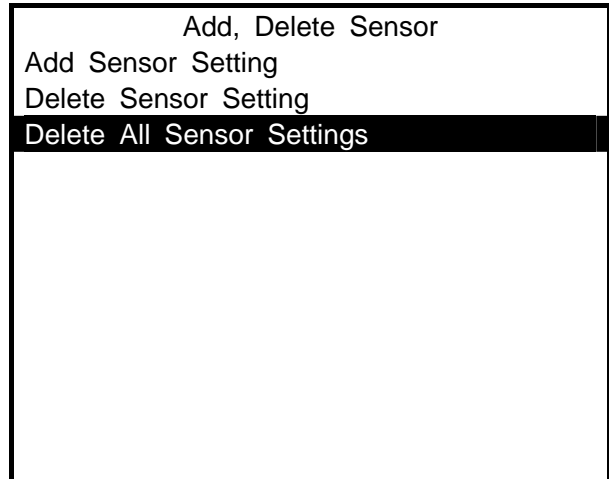 Add, Delete Sensor
Add Sensor Setting
Delete Sensor Setting
Delete All Sensor Settings